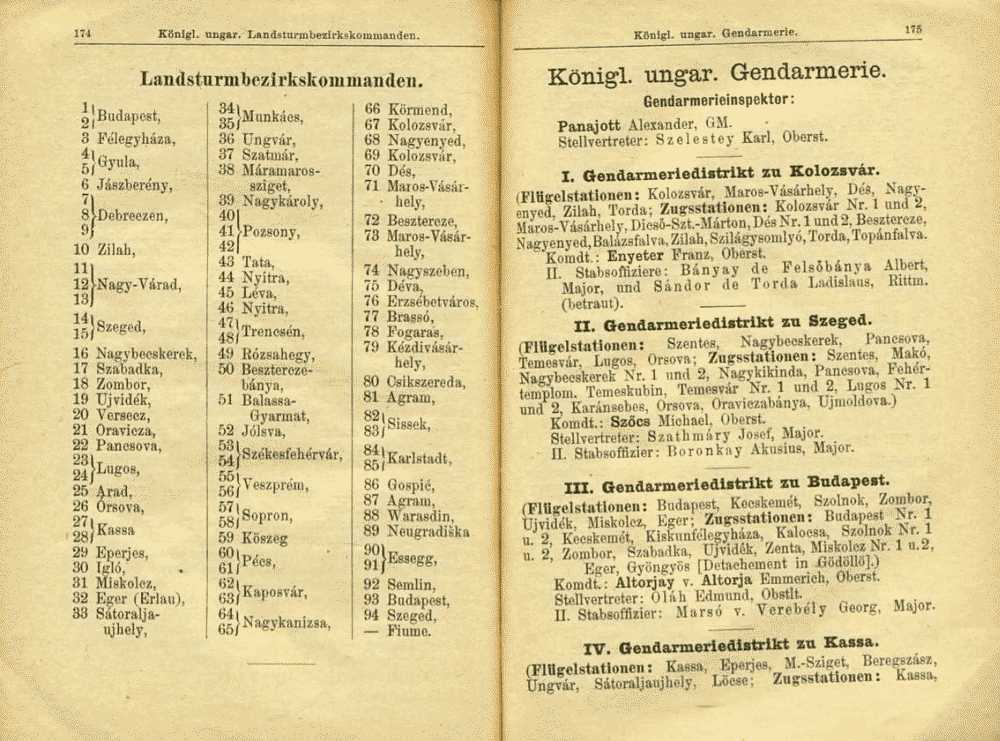 174
Königl. ungar. Landsturmbezirkskommanden.
Landsturmbezirkskommanden.
1
2} Budapest,
3 Félegyháza,
4
5} Gyula,
6 Jászberény,
7
8} Debreczen,
9
10 Zilah,
11
12} Nagy-Várad,
13
14
15} Szeged,
16 Nagybecskerek,
17 Szabadka,
18 Zombor,
19 Ujvidék,
20 Versecz,
21 Oravicza,
22 Pancsova,
23
24} Lugos,
25 Arad,
26 Orsova,
27
28} Kassa
29 Eperjes,
30 Igló,
31 Miskolcz,
32 Eger (Erlau),
33 Sátoralja-
ujhely,
34
35} Munkács,
36 Ungvár,
37 Szatmár,
38 Máramaros-
sziget,
39 Nagykároly,
40
41} Pozsony,
42
43 Tata,
44 Nyitra,
45 Léva,
46 Nyitra,
47
48} Trencsén,
49 Rózsahegy,
50 Besztercze-
bánya,
51 Balassa-
Gyarmat,
52 Jólsva,
53
54} Székesfehérvár,
55
56} Veszprém,
57
58} Sopron,
59 Köszeg
60
61} Pécs,
62
63} Kaposvár,
64
65} Nagykanizsa,
66 Körmend,
67 Kolozsvár,
68 Nagyenyed,
69 Kolozsvár,
70 Dés,
71 Maros-Vásár-
hely,
72 Besztercze,
73 Maros-Vásár-
hely,
74 Nagyszeben,
75 Déva,
76 Erzsébetváros,
77 Brassó,
78 Fogaras,
79 Kézdivásár-
hely,
80 Csikszereda,
81 Agram,
82
83} Sissek,
84
85} Karlstadt,
86 Gospić,
87 Agram,
88 Warasdin,
89 Neugradiška
90
91} Essegg,
92 Semlin,
93 Budapest,
94 Szeged,
— Fiume.
Königl. ungar. Gendarmerie.
175
Königl. ungar. Gendarmerie.
Gendarmerieinspektor:
Panajott Alexander, GM.
Stellvertreter: Szelestey Karl, Oberst.
I. Gendarmeriedistrikt zu Kolozsvár.
(Flügelstationen: Kolozsvár, Maros-Vásárhely, Dés, Nagy-
enyed, Zilah, Torda; Zugsstationen: Kolozsvár Nr. 1 und 2,
Maros-Vásárhely, Dicső-Szt.-Márton, Dés Nr. 1 und 2, Besztercze,
Nagyenyed, Balázsfalva, Zilah, Szilágysomlyó, Torda, Topánfalva.
Komdt.: Enyeter Franz, Oberst.
II. Stabsoffiziere: Bányay de Felsőbánya Albert,
Major, und Sándor de Torda Ladislaus, Rittm.
(betraut).
II. Gendarmeriedistrikt zu Szeged.
(Flügelstationen: Szentes, Nagybecskerek, Pancsova,
Temesvár, Lugos, Orsova; Zugsstationen: Szentes, Makó,
Nagybecskerek Nr. 1 und 2, Nagykikinda, Pancsova, Fehér-
templom, Temeskubin, Temesvár Nr. 1 und 2, Lugos Nr. 1
und 2, Karánsebes, Orsova, Oraviczabánya, Ujmoldova.)
Komdt.: Szőcs Michael, Oberst.
Stellvertreter: Szathmáry Josef, Major.
II. Stabsoffizier: Boronkay Akusius, Major.
III. Gendarmeriedistrikt zu Budapest.
(Flügelstationen: Budapest, Kecskemét, Szolnok, Zombor,
Ujvidék, Miskolcz, Eger; Zugsstationen: Budapest Nr. 1
u. 2, Kecskemét, Kiskunfélegyháza, Kalocsa, Szolnok Nr. 1
u. 2, Zombor, Szabadka, Ujvidék, Zenta, Miskolcz Nr. 1 u. 2,
Eger, Gyöngyös [Detachement in Gödöllő].)
Komdt.: Altorjay v. Altorja Emmerich, Oberst.
Stellvertreter: Oláh Edmund, Obstlt.
II. Stabsoffizier: Marsó v. Verebély Georg, Major.
IV. Gendarmeriedistrikt zu Kassa.
(Flügelstationen: Kassa, Eperjes, M.-Sziget, Beregszász,
Ungvár, Sátoraljaujhely, Löcse; Zugsstationen: Kassa,